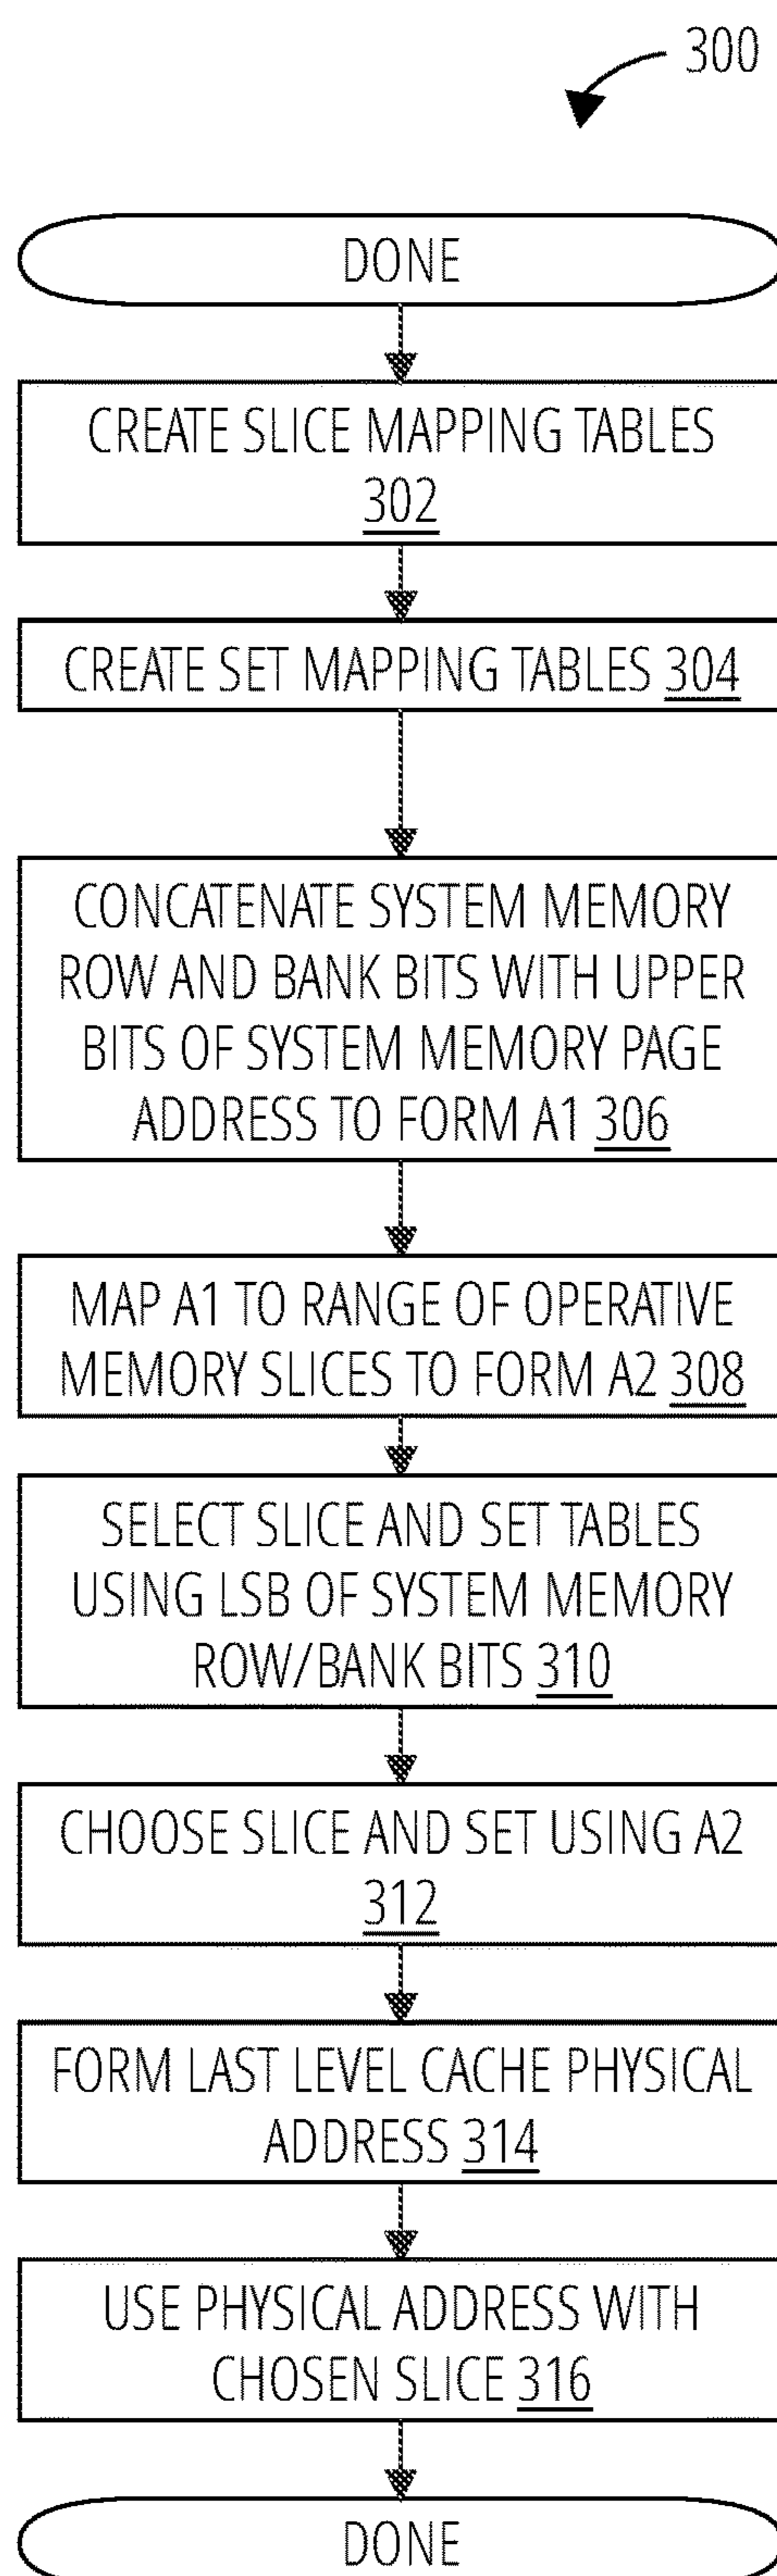 300
DONE
CREATE SLICE MAPPING TABLES
302
CREATE SET MAPPING TABLES 304
CONCATENATE SYSTEM MEMORY
ROW AND BANK BITS WITH UPPER
BITS OF SYSTEM MEMORY PAGE
ADDRESS TO FORM A1 306
MAP A1 TO RANGE OF OPERATIVE
MEMORY SLICES TO FORM A2 308
SELECT SLICE AND SET TABLES
USING LSB OF SYSTEM MEMORY
ROW/BANK BITS 310
CHOOSE SLICE AND SET USING A2
312
FORM LAST LEVEL CACHE PHYSICAL
ADDRESS 314
USE PHYSICAL ADDRESS WITH
CHOSEN SLICE 316
DONE